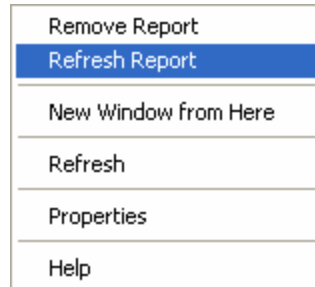 Remove Report
Refresh Report
New Window from Here
Refresh
Properties
Help